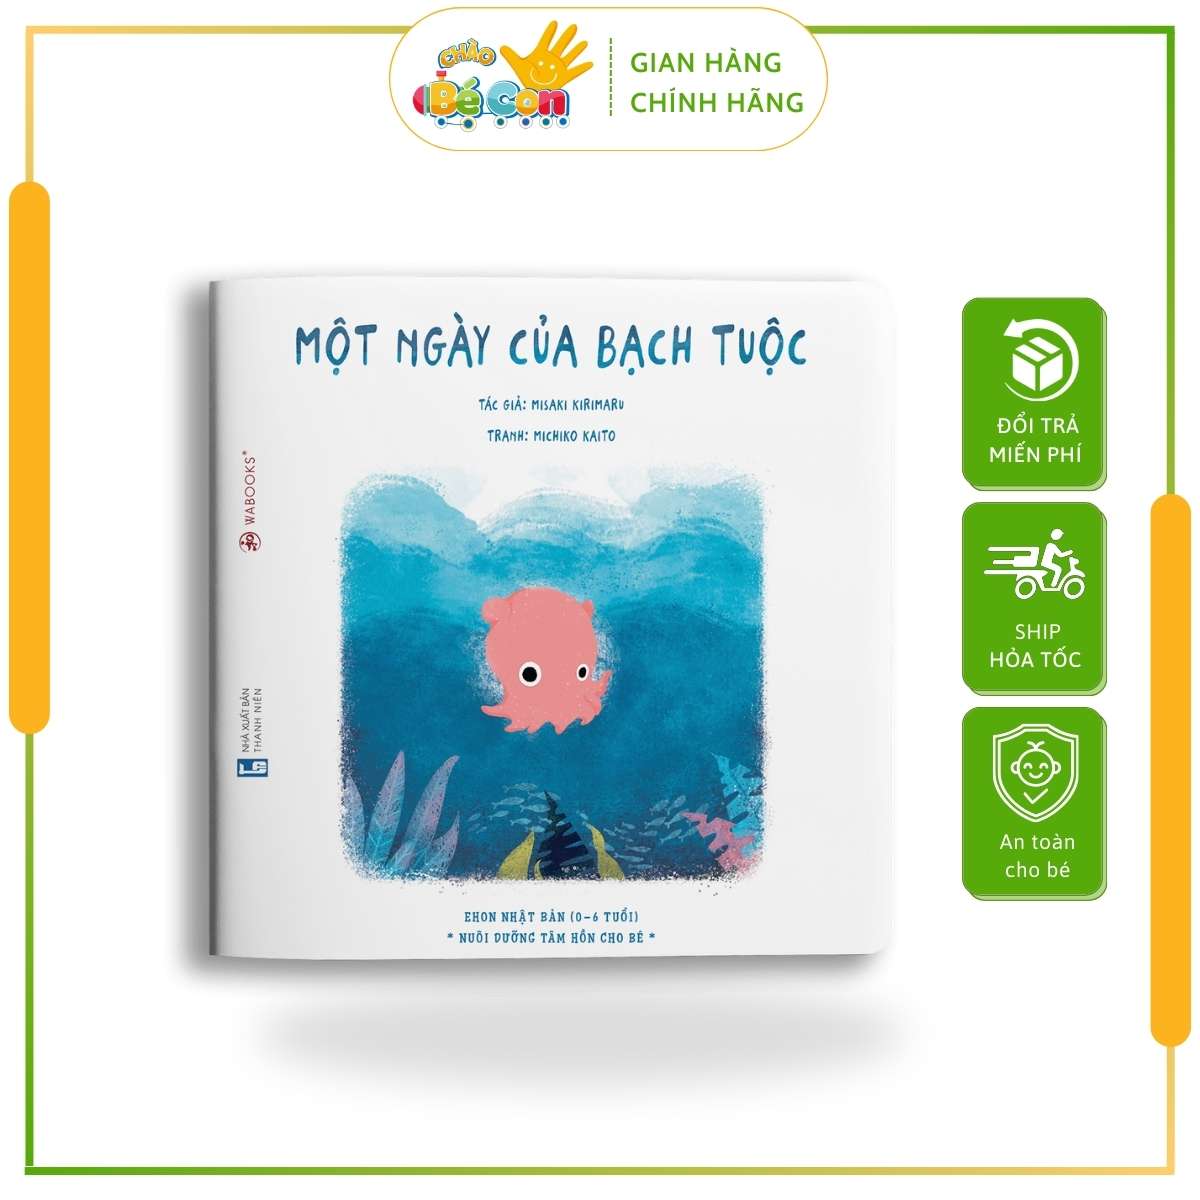 CHÀO
Bé Con
GIAN HÀNG
CHÍNH HÃNG
MỘT NGÀY CỦA BẠCH TUỘC
TÁC GIẢ: MISAKI KIRIMARU
TRANH: MICHIKO KAITO
WABOOKS®
NHÀ XUẤT BẢN
THANH NIÊN
EHON NHẬT BẢN (0-6 TUỔI)
* NUÔI DƯỠNG TÂM HỒN CHO BÉ *
ĐỔI TRẢ
MIẾN PHÍ
SHIP
HỎA TỐC
An toàn
cho bé